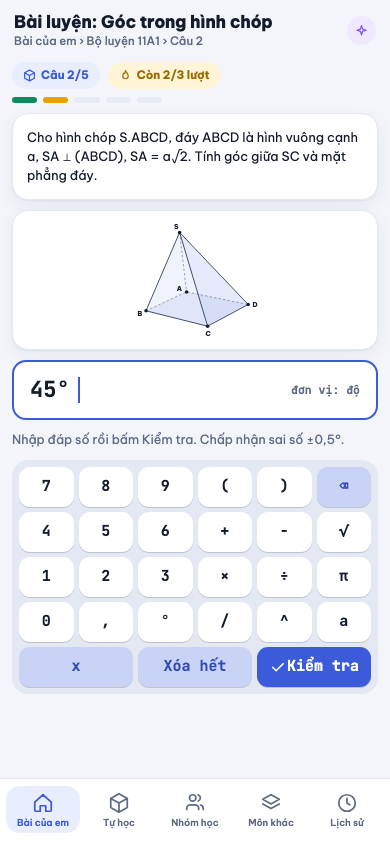 Bài luyện: Góc trong hình chóp
Bài của em › Bộ luyện 11A1 › Câu 2
Câu 2/5
Còn 2/3 lượt
Cho hình chóp S.ABCD, đáy ABCD là hình vuông cạnh
a, SA ⊥ (ABCD), SA = a√2. Tính góc giữa SC và mặt
phẳng đáy.
S
A
D
B
C
45°
đơn vị: độ
Nhập đáp số rồi bấm Kiểm tra. Chấp nhận sai số ±0,5°.
7 8 9 ( ) ⌫
4 5 6 + - √
1 2 3 × ÷ π
0 , ° / ^ a
x Xóa hết ✓Kiểm tra
Bài của em Tự học Nhóm học Môn khác Lịch sử